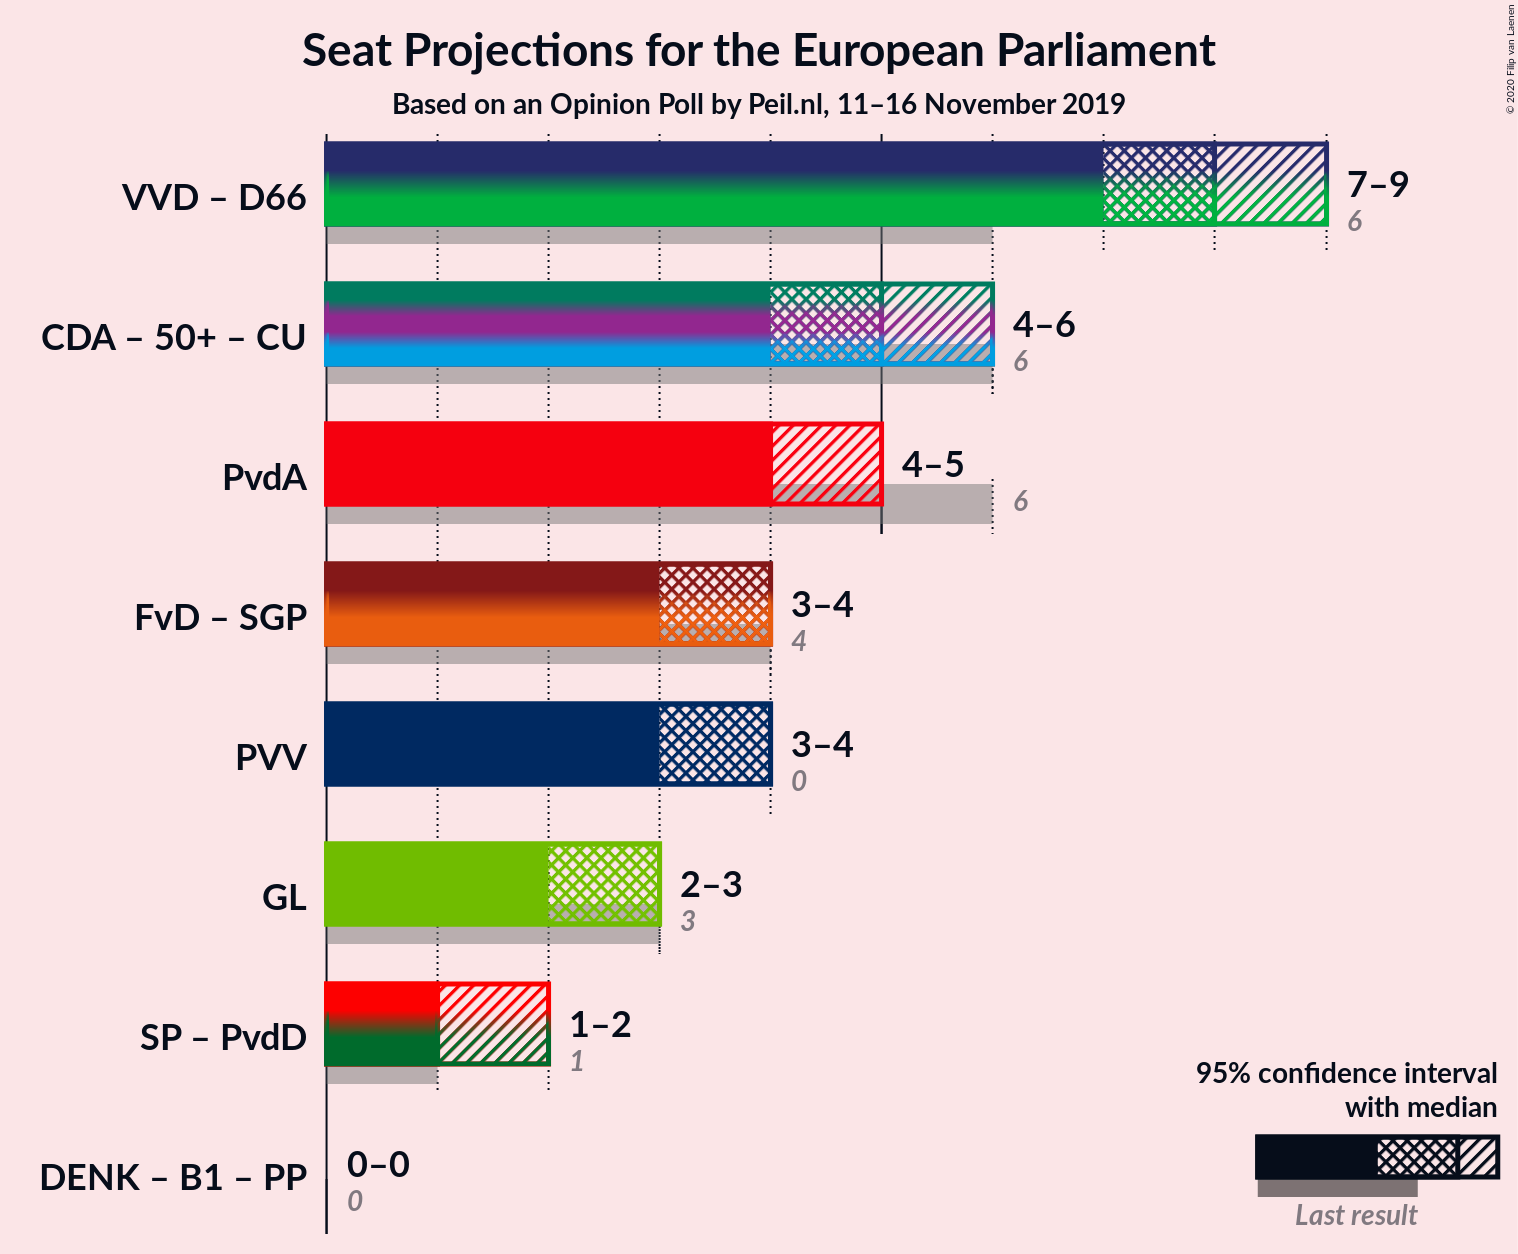 Seat Projections for the European Parliament
Based on an Opinion Poll by Peil.nl, 11–16 November 2019
© 2020 Filip van Laenen
VVD – D66
7–9
6
CDA – 50+ – CU
4–6
6
PvdA
4–5
6
FvD – SGP
3–4
4
PVV
3–4
0
GL
2–3
3
SP – PvdD
1–2
1
DENK – B1 – PP
0–0
0
95% confidence interval
with median
Last result